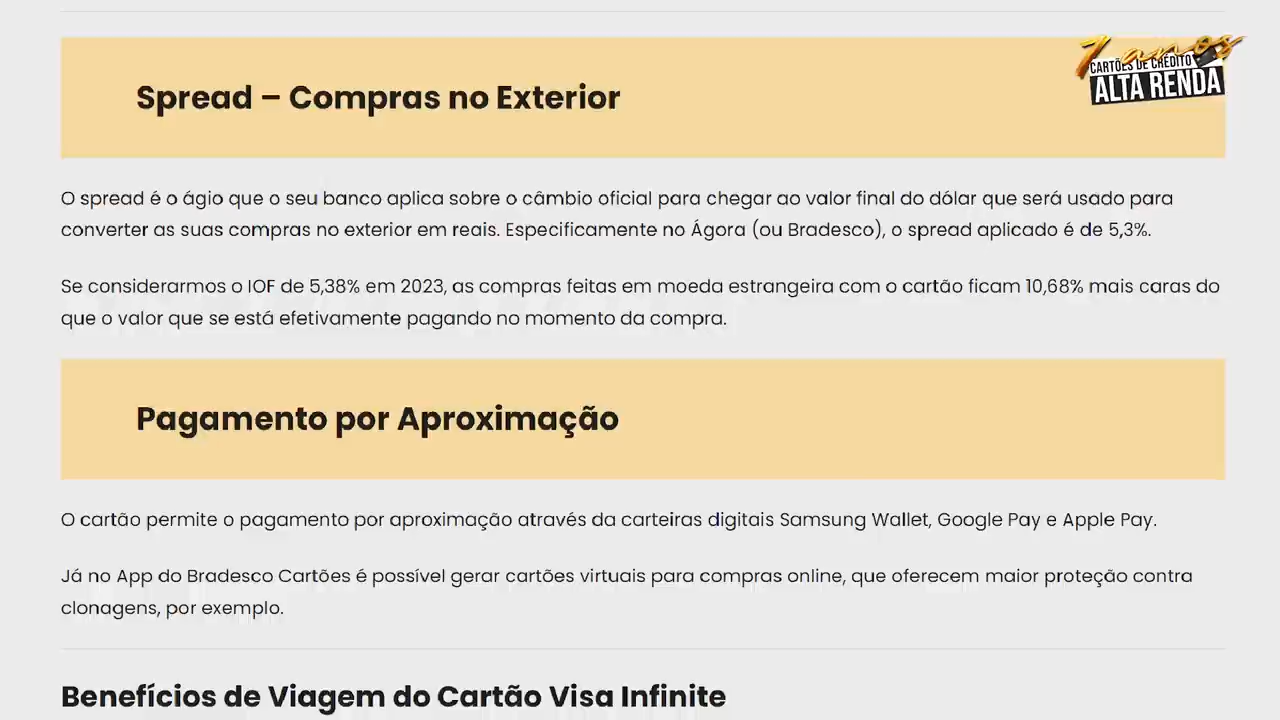 7 anos
CARTÕES DE CRÉDITO
ALTA RENDA
Spread – Compras no Exterior
O spread é o ágio que o seu banco aplica sobre o câmbio oficial para chegar ao valor final do dólar que será usado para
converter as suas compras no exterior em reais. Especificamente no Ágora (ou Bradesco), o spread aplicado é de 5,3%.
Se considerarmos o IOF de 5,38% em 2023, as compras feitas em moeda estrangeira com o cartão ficam 10,68% mais caras do
que o valor que se está efetivamente pagando no momento da compra.
Pagamento por Aproximação
O cartão permite o pagamento por aproximação através da carteiras digitais Samsung Wallet, Google Pay e Apple Pay.
Já no App do Bradesco Cartões é possível gerar cartões virtuais para compras online, que oferecem maior proteção contra
clonagens, por exemplo.
Benefícios de Viagem do Cartão Visa Infinite